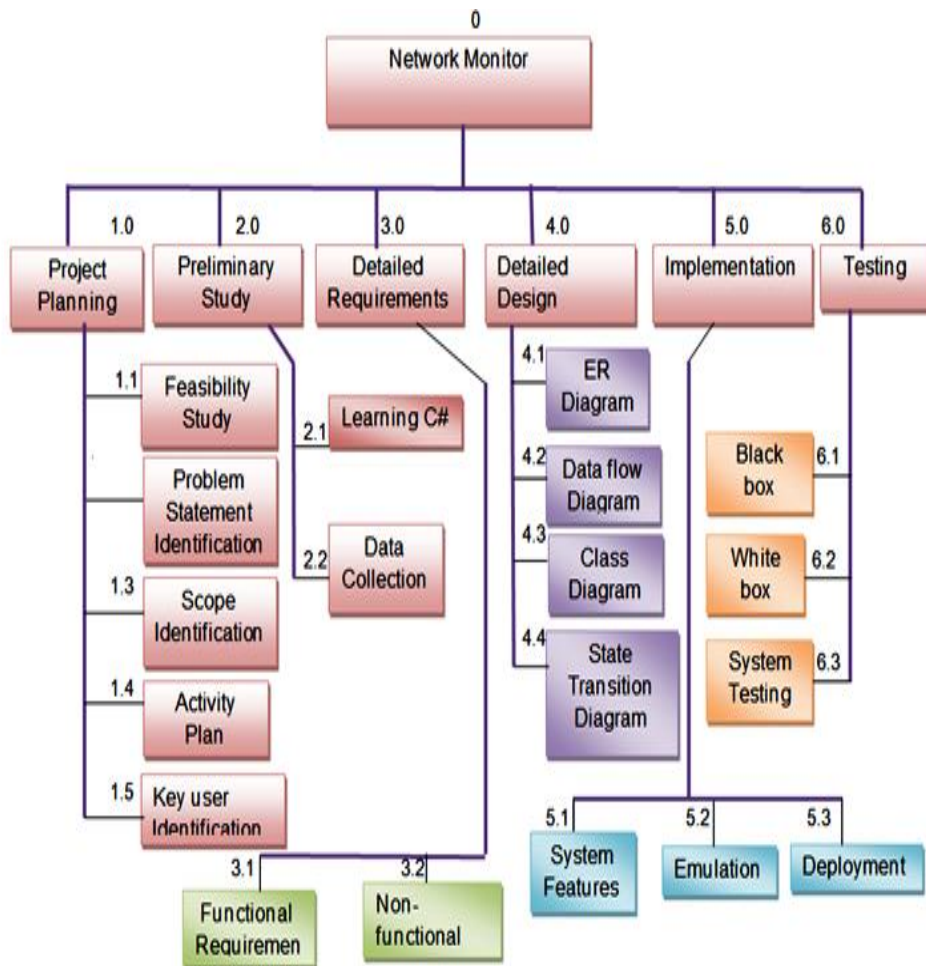 0
Network Monitor
1.0
2.0
3.0
4.0
5.0
6.0
Project
Planning
Preliminary
Study
Detailed
Requirements
Detailed
Design
Implementation
Testing
1.1
Feasibility
Study
Problem
Statement
Identification
1.3
Scope
Identification
1.4
Activity
Plan
1.5
Key user
Identification
2.1
Learning C#
2.2
Data
Collection
3.1
Functional
Requiremen
3.2
Non-
functional
4.1
ER
Diagram
4.2
Data flow
Diagram
4.3
Class
Diagram
4.4
State
Transition
Diagram
5.1
System
Features
5.2
Emulation
5.3
Deployment
6.1
Black
box
6.2
White
box
6.3
System
Testing